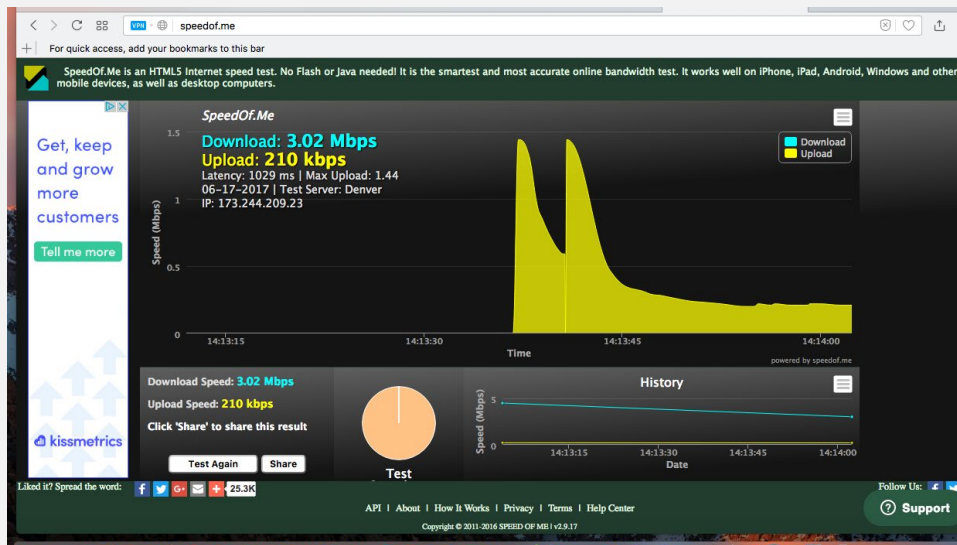 VPN
speedof.me
For quick access, add your bookmarks to this bar
SpeedOf.Me is an HTML5 Internet speed test. No Flash or Java needed! It is the smartest and most accurate online bandwidth test. It works well on iPhone, iPad, Android, Windows and other
mobile devices, as well as desktop computers.
Get, keep
and grow
more
customers
Tell me more
kissmetrics
SpeedOf.Me
Download: 3.02 Mbps
Upload: 210 kbps
Latency: 1029 ms | Max Upload: 1.44
06-17-2017 | Test Server: Denver
IP: 173.244.209.23
Download
Upload
Speed (Mbps)
1.5
1
0.5
0
14:13:15 14:13:30 14:13:45 14:14:00
Time
powered by speedof.me
Download Speed: 3.02 Mbps
Upload Speed: 210 kbps
Click 'Share' to share this result
Test Again Share
Test
History
Speed (Mbps)
5
0
14:13:15 14:13:30 14:13:45 14:14:00
Date
Liked it? Spread the word: 25.3K
Follow Us:
API | About | How It Works | Privacy | Terms | Help Center
Support
Copyright © 2011-2016 SPEED OF ME | v2.9.17